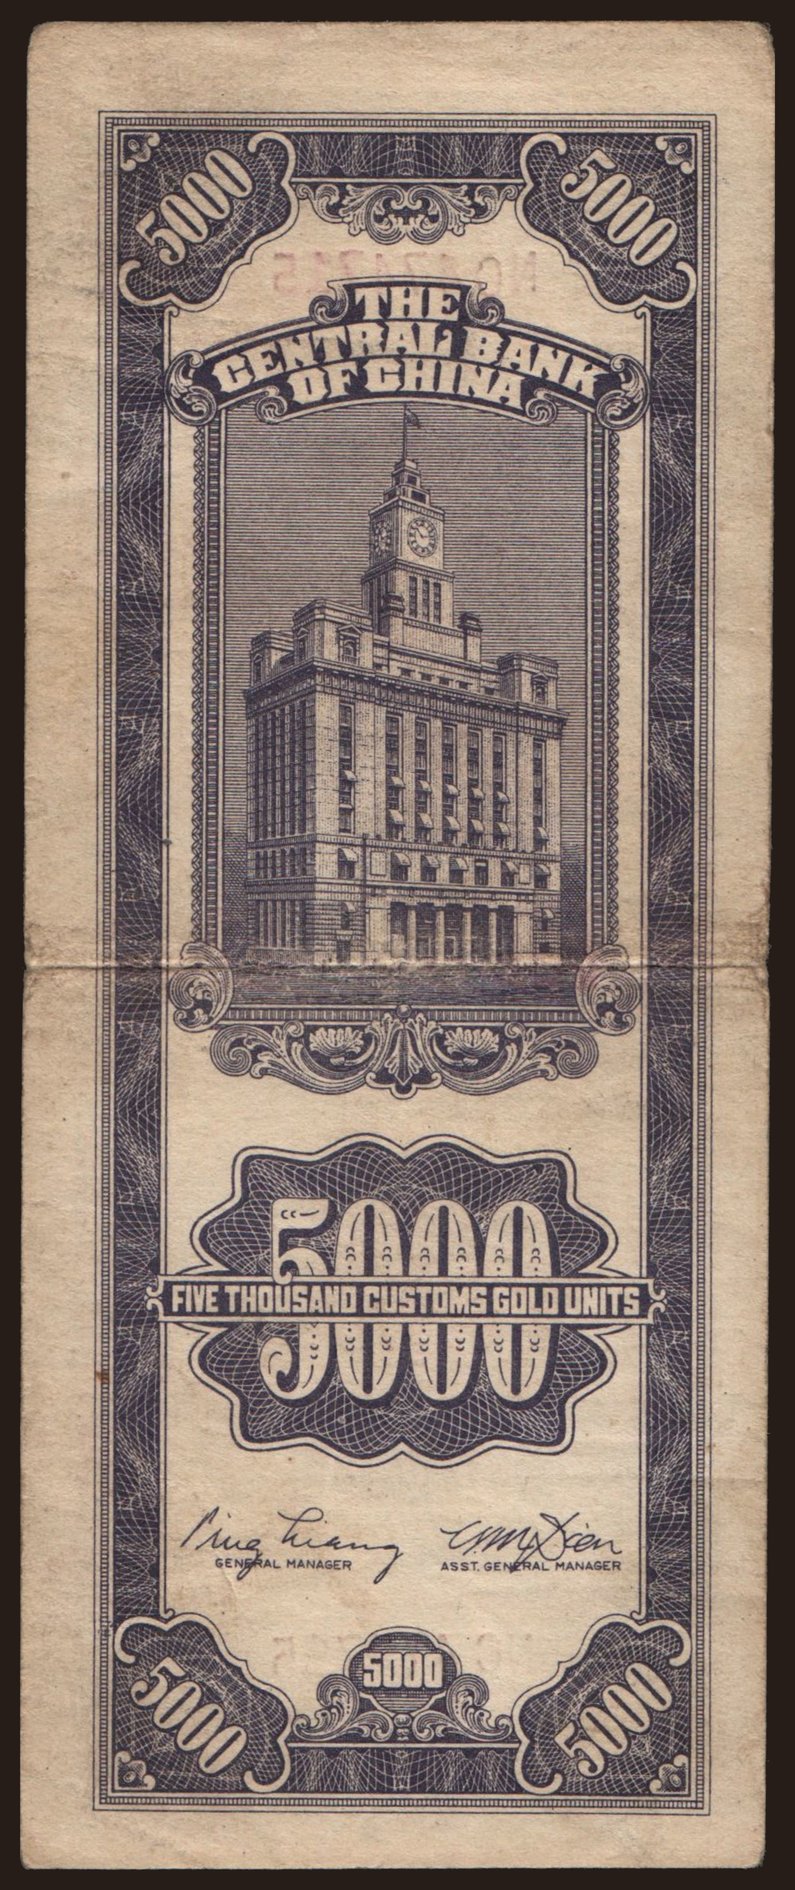 5000 5000
THE
CENTRAL BANK
OF CHINA
5000
FIVE THOUSAND CUSTOMS GOLD UNITS
GENERAL MANAGER ASST. GENERAL MANAGER
5000
5000 5000